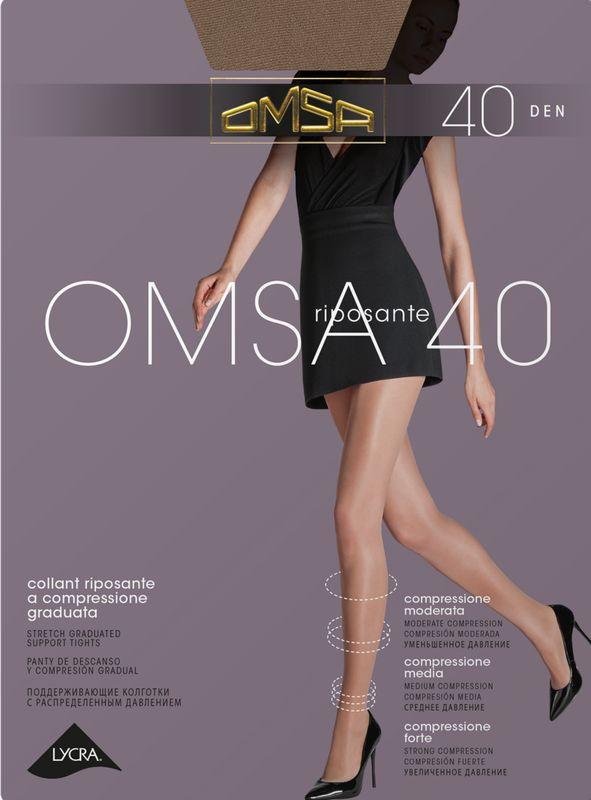 OMSA
40 DEN
OMSA riposante 40
collant riposante
a compressione
graduata
STRETCH GRADUATED
SUPPORT TIGHTS
PANTY DE DESCANSO
Y COMPRESIÓN GRADUAL
ПОДДЕРЖИВАЮЩИЕ КОЛГОТКИ
С РАСПРЕДЕЛЕННЫМ ДАВЛЕНИЕМ
LYCRA®
compressione
moderata
MODERATE COMPRESSION
COMPRESIÓN MODERADA
УМЕНЬШЕННОЕ ДАВЛЕНИЕ
compressione
media
MEDIUM COMPRESSION
COMPRESIÓN MEDIA
СРЕДНЕЕ ДАВЛЕНИЕ
compressione
forte
STRONG COMPRESSION
COMPRESIÓN FUERTE
УВЕЛИЧЕННОЕ ДАВЛЕНИЕ